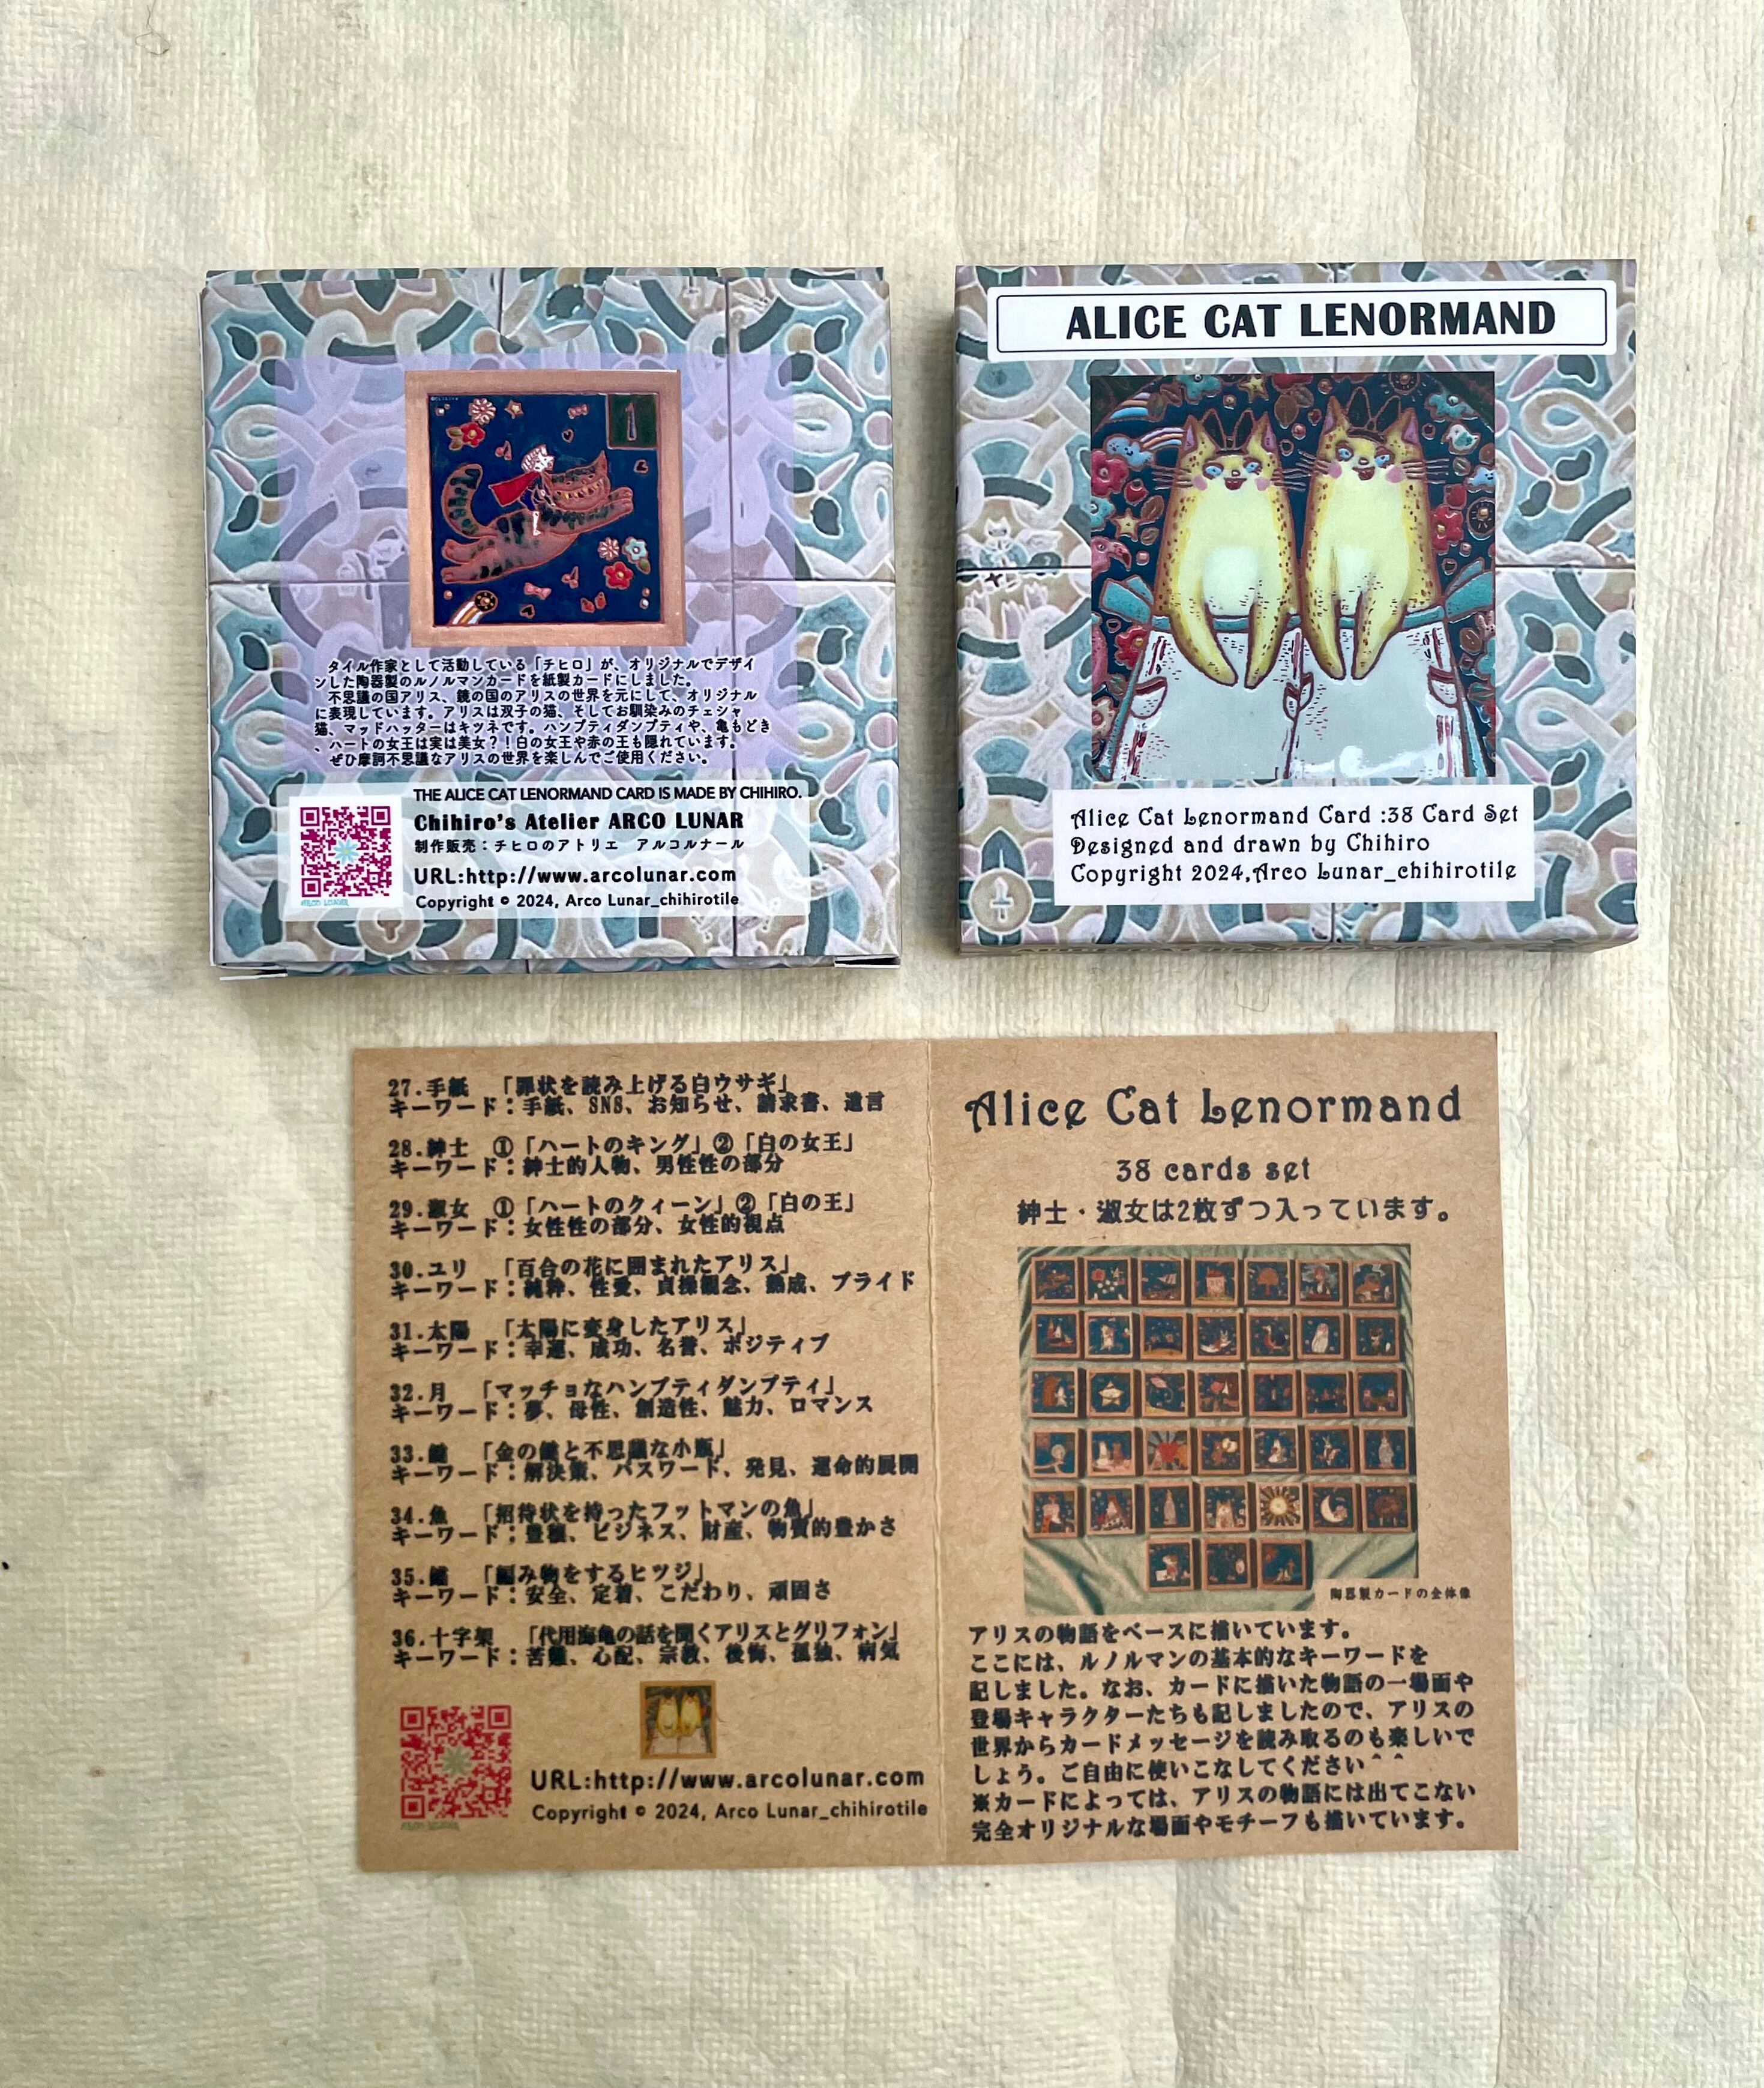 タイル作家として活動している「チヒロ」が、オリジナルでデザイ
ンした陶器製のルノルマンカードを紙製カードにしました。
不思議の国アリス、鏡の国のアリスの世界を元にして、オリジナル
に表現しています。アリスは双子の猫、そしてお馴染みのチェシャ
猫、マッドハッターはキツネです。ハンプティダンプティや、亀もどき
、ハートの女王は実は美女？！白の女王や赤の王も隠れています。
ぜひ摩訶不思議なアリスの世界を楽しんでご使用ください。
THE ALICE CAT LENORMAND CARD IS MADE BY CHIHIRO.
Chihiro's Atelier ARCO LUNAR
制作販売：チヒロのアトリエ　アルコルナール
URL:http://www.arcolunar.com
Copyright © 2024, Arco Lunar_chihirotile
ALICE CAT LENORMAND
Alice Cat Lenormand Card :38 Card Set
Designed and drawn by Chihiro
Copyright 2024,Arco Lunar_chihirotile
27.手紙　「罪状を読み上げる白ウサギ」
キーワード：手紙、SNS、お知らせ、請求書、遺言
28.紳士　①「ハートのキング」②「白の女王」
キーワード：紳士的人物、男性性の部分
29.淑女　①「ハートのクィーン」②「白の王」
キーワード：女性性の部分、女性的視点
30.ユリ　「百合の花に囲まれたアリス」
キーワード：純粋、性愛、貞操観念、熟成、プライド
31.太陽　「太陽に変身したアリス」
キーワード：幸運、成功、名誉、ポジティブ
32.月　「マッチョなハンプティダンプティ」
キーワード：夢、母性、創造性、魅力、ロマンス
33.鍵　「金の鍵と不思議な小瓶」
キーワード：解決策、パスワード、発見、運命的展開
34.魚　「招待状を持ったフットマンの魚」
キーワード：豊穣、ビジネス、財産、物質的豊かさ
35.錨　「編み物をするヒツジ」
キーワード：安全、定着、こだわり、頑固さ
36.十字架　「代用海亀の話を聞くアリスとグリフォン」
キーワード：苦難、心配、宗教、後悔、孤独、病気
URL:http://www.arcolunar.com
Copyright © 2024, Arco Lunar_chihirotile
Alice Cat Lenormand
38 cards set
紳士・淑女は2枚ずつ入っています。
陶器製カードの全体像
アリスの物語をベースに描いています。
ここには、ルノルマンの基本的なキーワードを
記しました。なお、カードに描いた物語の一場面や
登場キャラクターたちも記しましたので、アリスの
世界からカードメッセージを読み取るのも楽しいで
しょう。ご自由に使いこなしてください＾＾
※カードによっては、アリスの物語には出てこない
完全オリジナルな場面やモチーフも描いています。